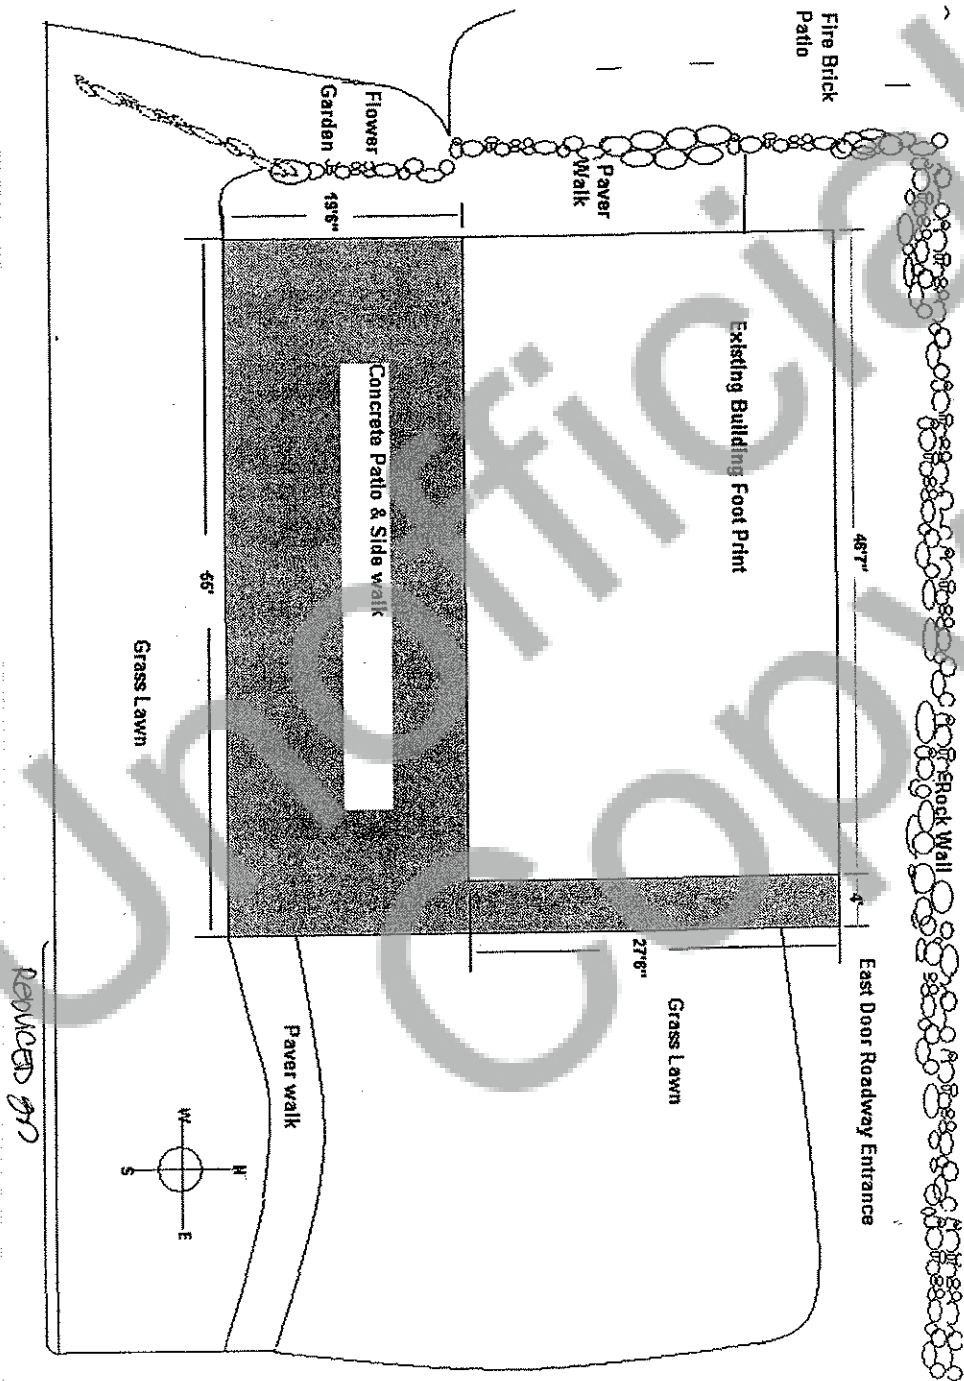 Fire Brick
Patio
Rock Wall
East Door Roadway Entrance
46'7"
4'
Paver
Walk
Existing Building Foot Print
27'6"
Grass Lawn
Flower
Garden
19'6"
Concrete Patio & Side walk
Paver walk
Grass Lawn
N
W
E
S
REDUCED
Unofficial
Copy